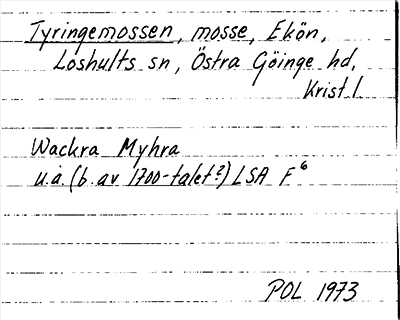 Tyringemossen, mosse, Ekön,
Loshults sn, Östra Göinge hd,
Krist l.
Wackra Myhra
u.å. (b. av 1700-talet?) LSA F⁶
POL 1973